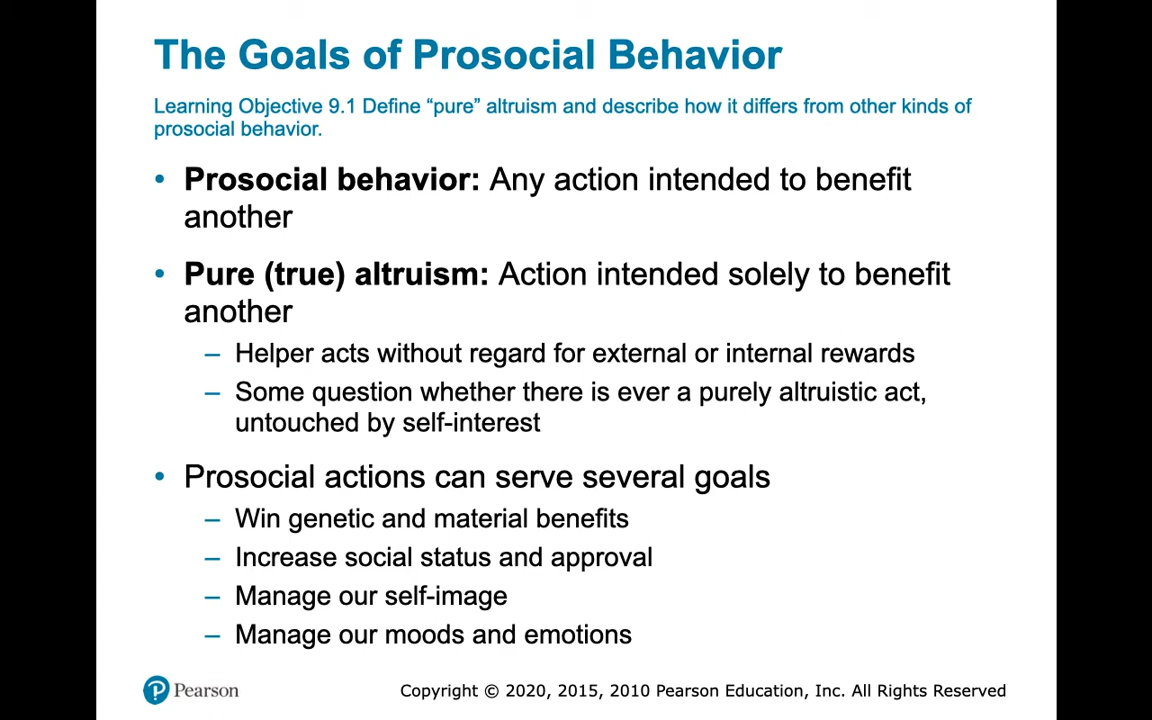 The Goals of Prosocial Behavior
Learning Objective 9.1 Define “pure” altruism and describe how it differs from other kinds of
prosocial behavior.
• Prosocial behavior: Any action intended to benefit
another
• Pure (true) altruism: Action intended solely to benefit
another
– Helper acts without regard for external or internal rewards
– Some question whether there is ever a purely altruistic act,
untouched by self-interest
• Prosocial actions can serve several goals
– Win genetic and material benefits
– Increase social status and approval
– Manage our self-image
– Manage our moods and emotions
P Pearson
Copyright © 2020, 2015, 2010 Pearson Education, Inc. All Rights Reserved